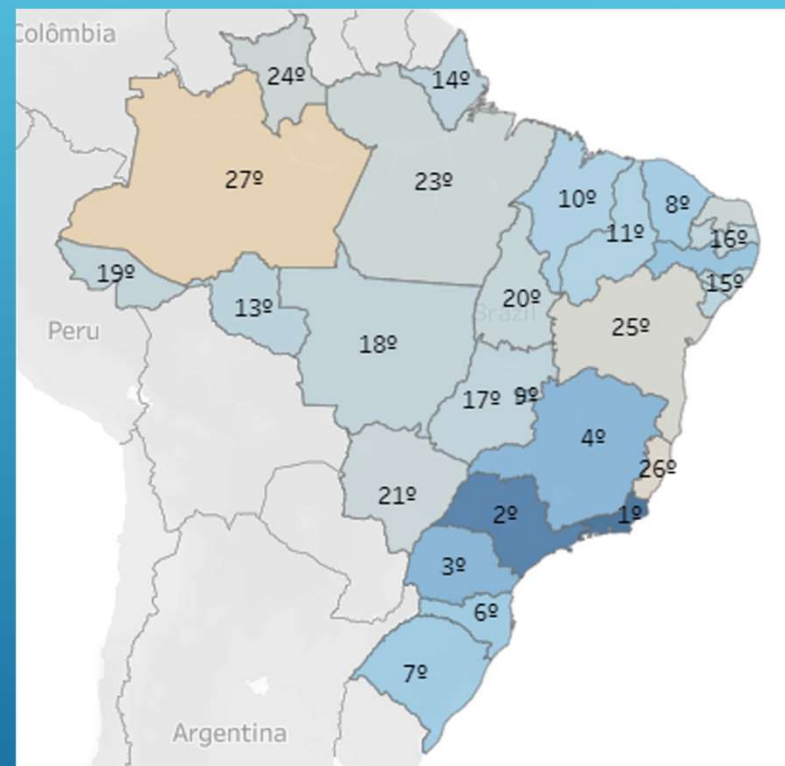 Colômbia
24º
14º
27º
23º
10º
8º
11º
16º
19º
13º
20º
15º
Brazil
Peru
18º
25º
17º
9º
4º
26º
21º
2º
1º
3º
6º
7º
Argentina